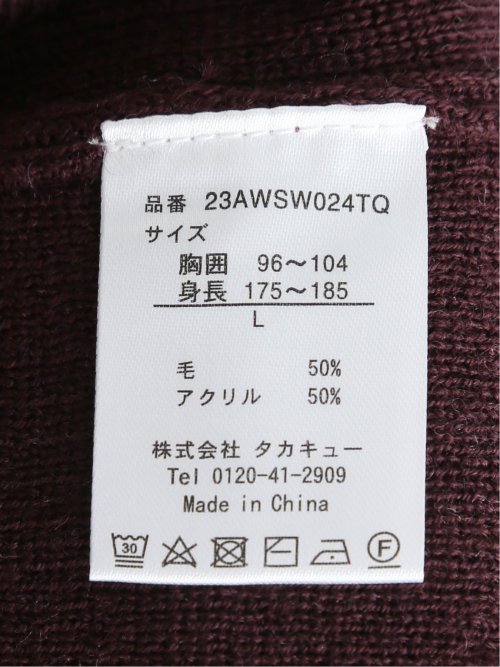 品番 23AWSW024TQ
サイズ
胸囲 96～104
身長 175～185
L
毛 50%
アクリル 50%
株式会社 タカキュー
Tel 0120-41-2909
Made in China
30 F